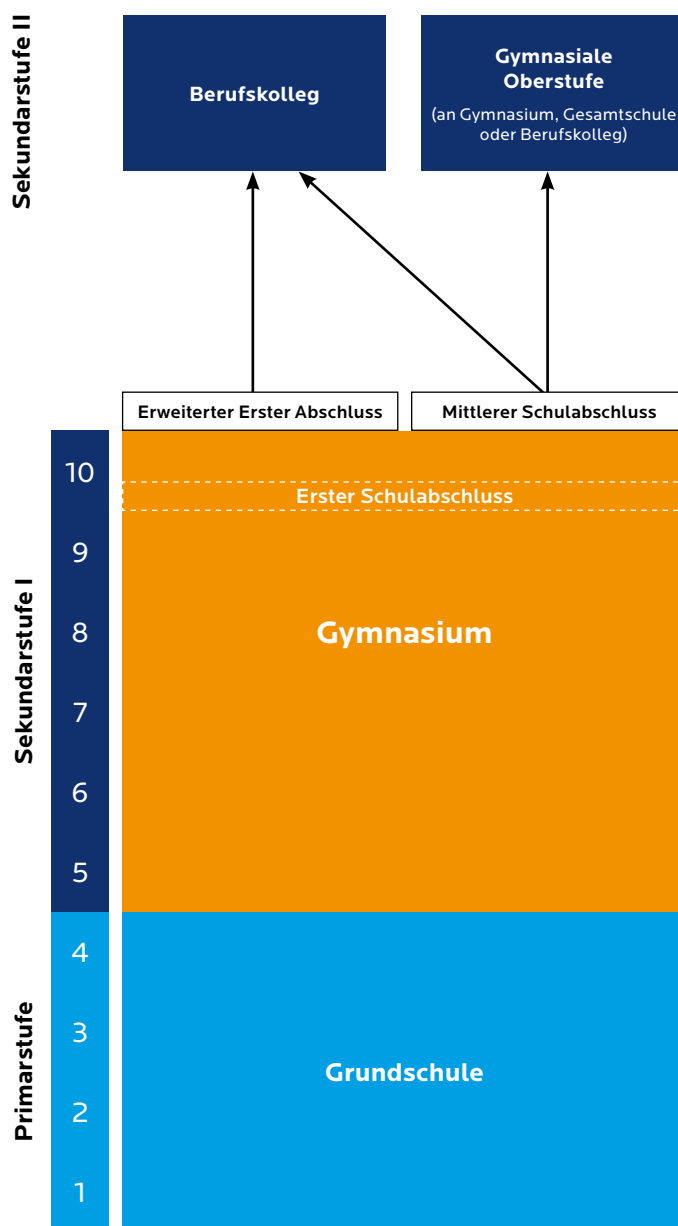 Sekundarstufe II
Berufskolleg
Gymnasiale
Oberstufe
(an Gymnasium, Gesamtschule
oder Berufskolleg)
Erweiterter Erster Abschluss
Mittlerer Schulabschluss
Sekundarstufe I
10
Erster Schulabschluss
9
8
Gymnasium
7
6
5
Primarstufe
4
3
Grundschule
2
1